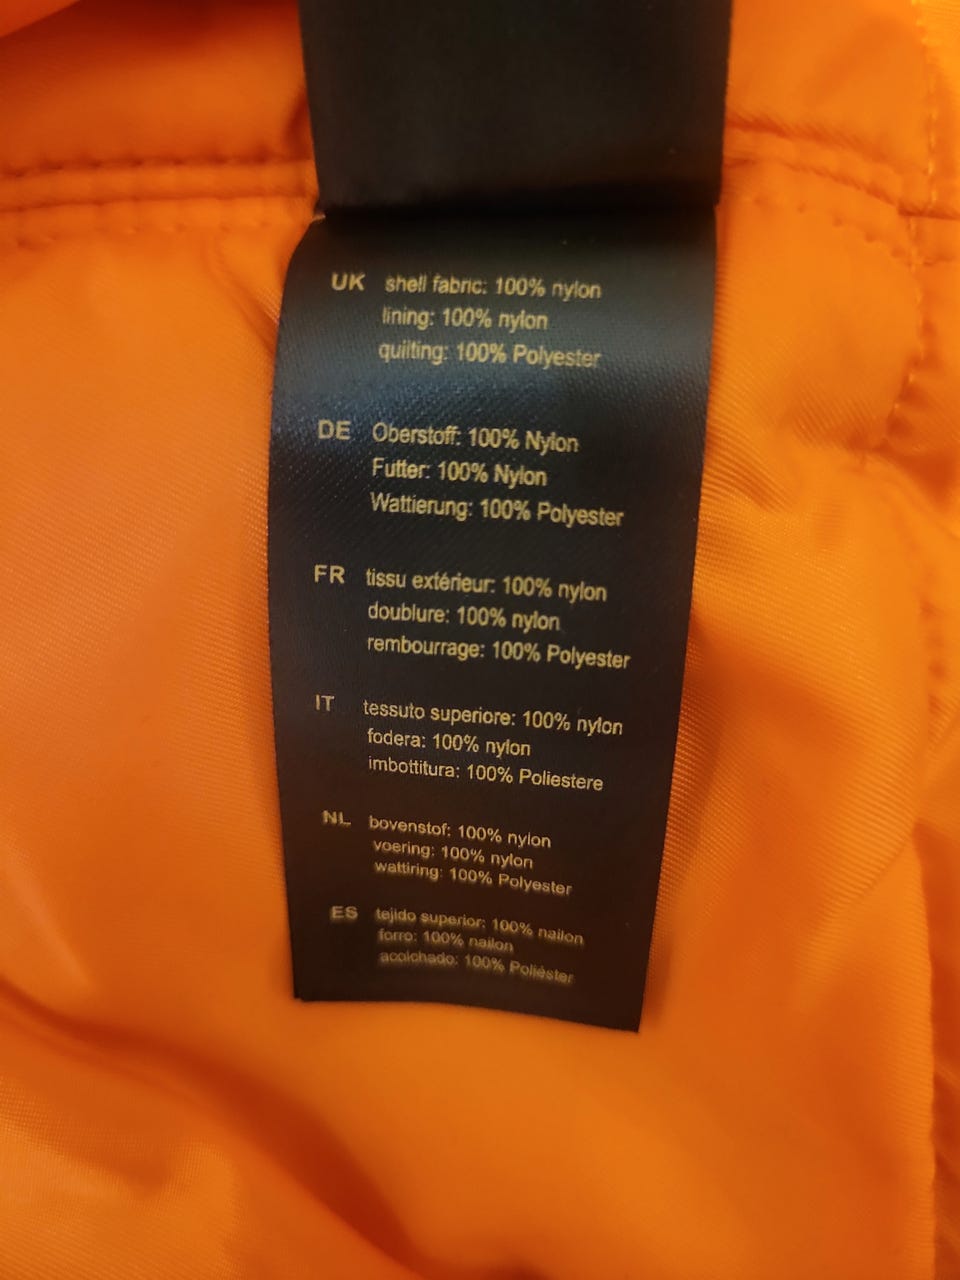 UK shell fabric: 100% nylon
lining: 100% nylon
quilting: 100% Polyester
DE Oberstoff: 100% Nylon
Futter: 100% Nylon
Wattierung: 100% Polyester
FR tissu extérieur: 100% nylon
doublure: 100% nylon
rembourrage: 100% Polyester
IT tessuto superiore: 100% nylon
fodera: 100% nylon
imbottitura: 100% Poliestere
NL bovenstof: 100% nylon
voering: 100% nylon
wattiring: 100% Polyester
ES tejido superior: 100% nailon
forro: 100% nailon
acolchado: 100% Poliéster